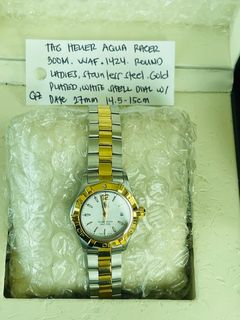 TAG HEUER AQUA RACER
300M. WAF.1424. ROUND
LADIES, stainless steel. Gold
PLATED, WHITE SHELL DIAL W/
DATE 27mm 14.5-15cm